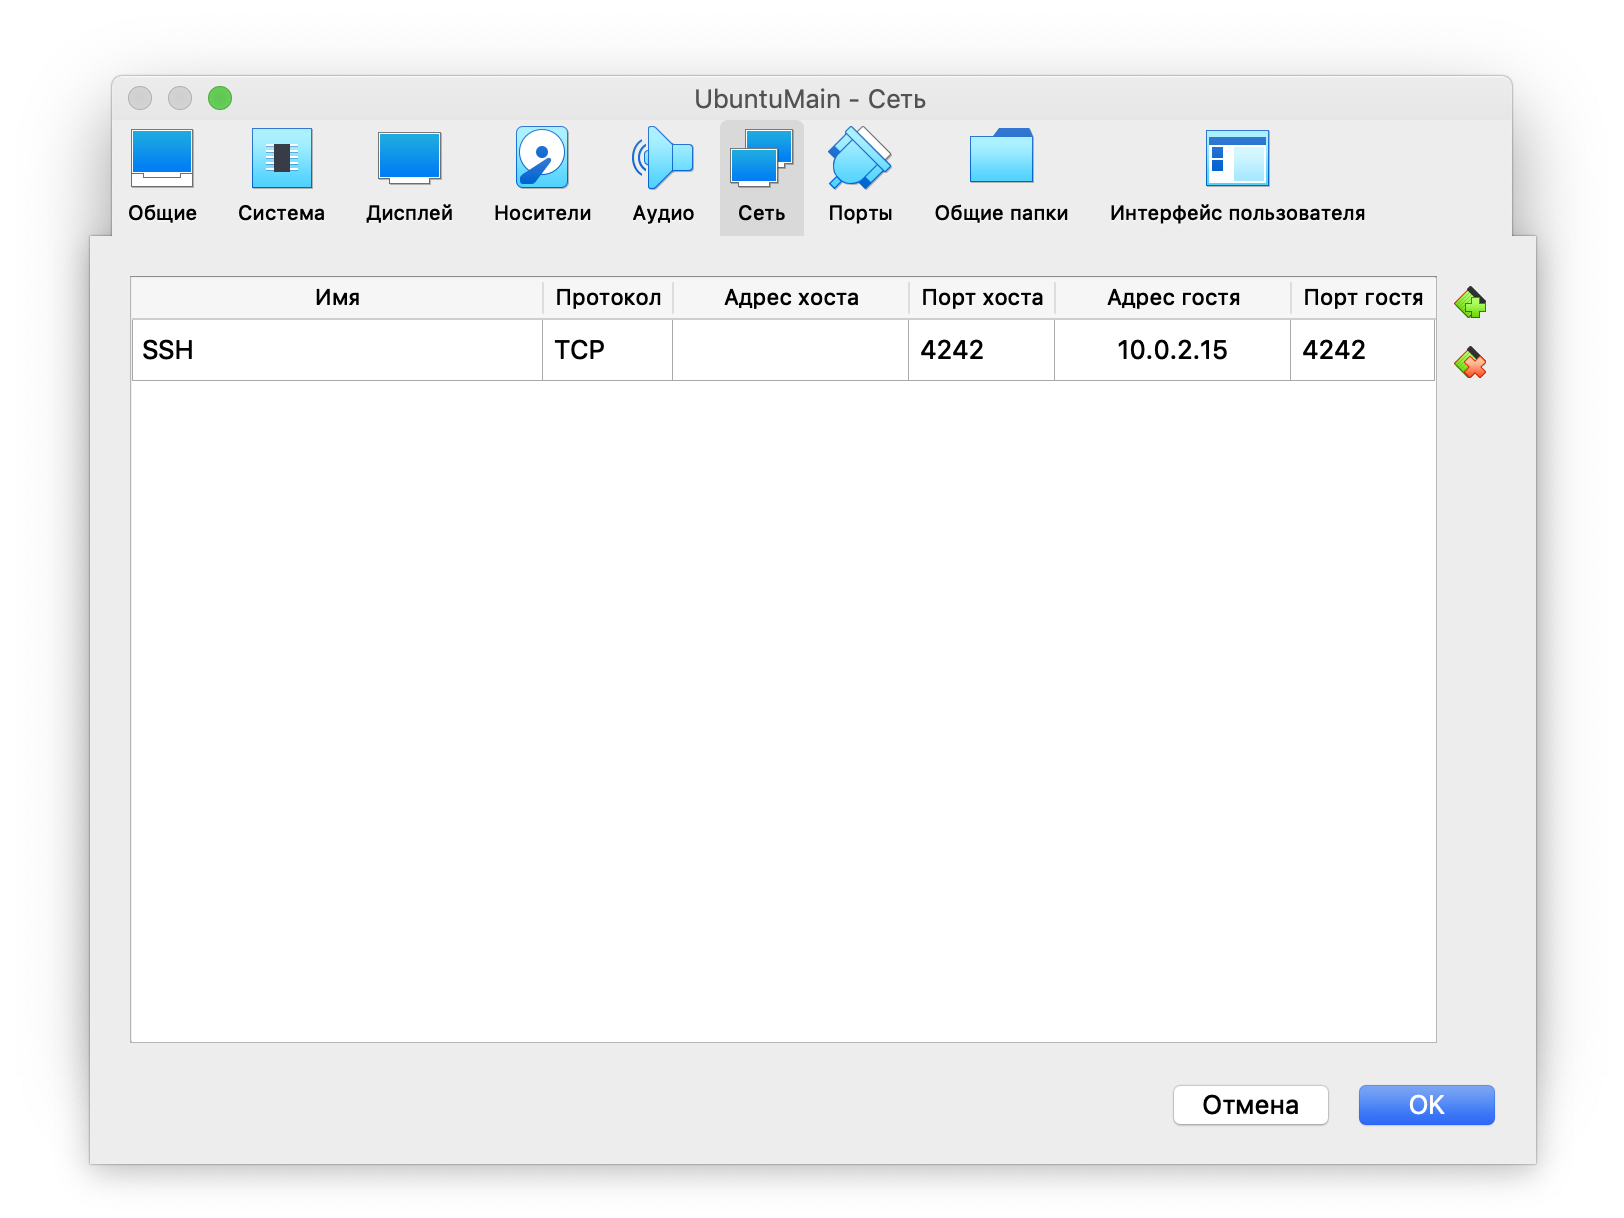 UbuntuMain - Сеть
Общие Система Дисплей Носители Аудио Сеть Порты Общие папки Интерфейс пользователя
Имя Протокол Адрес хоста Порт хоста Адрес гостя Порт гостя
SSH TCP 4242 10.0.2.15 4242
Отмена OK